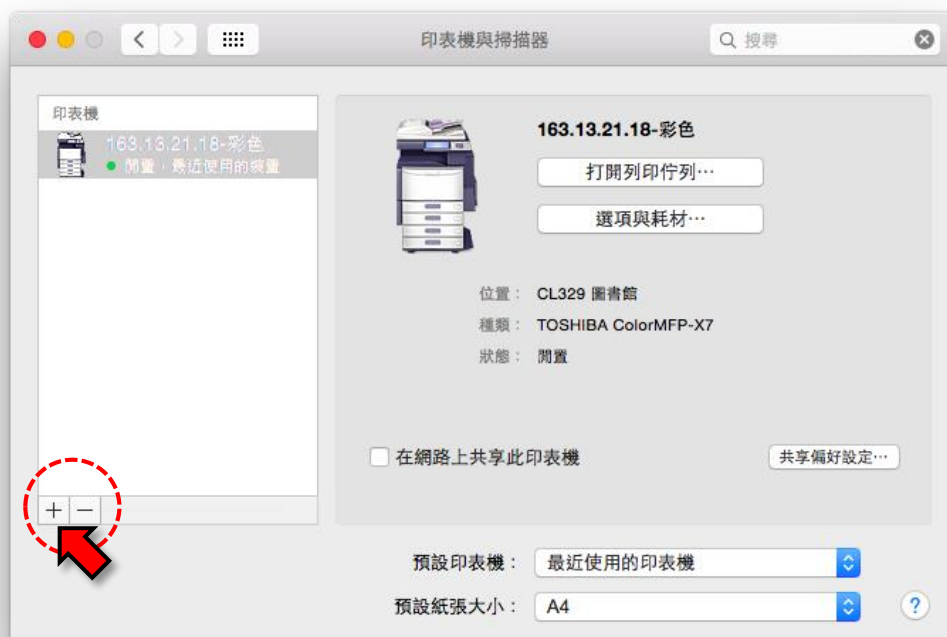 印表機與掃描器
搜尋
印表機
163.13.21.18-彩色
閒置，最近使用的裝置
163.13.21.18-彩色
打開列印佇列⋯
選項與耗材⋯
位置： CL329 圖書館
種類： TOSHIBA ColorMFP-X7
狀態： 閒置
在網路上共享此印表機
共享偏好設定⋯
+ −
預設印表機： 最近使用的印表機
預設紙張大小： A4
?